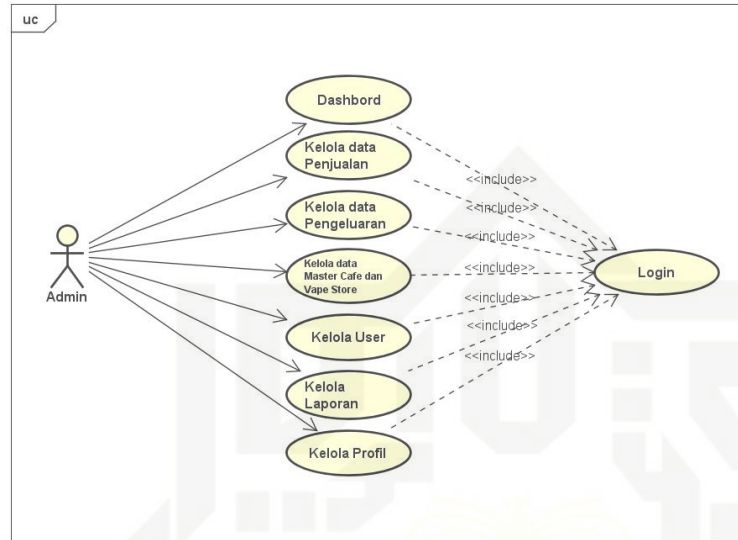 uc
Dashbord
Kelola data
Penjualan
<<include>>
<<include>>
Kelola data
Pengeluaran
<<include>>
Kelola data
Master Cafe dan
Vape Store
<<include>>
Login
Admin
<<include>>
Kelola User
<<include>>
Kelola
Laporan
<<include>>
Kelola Profil